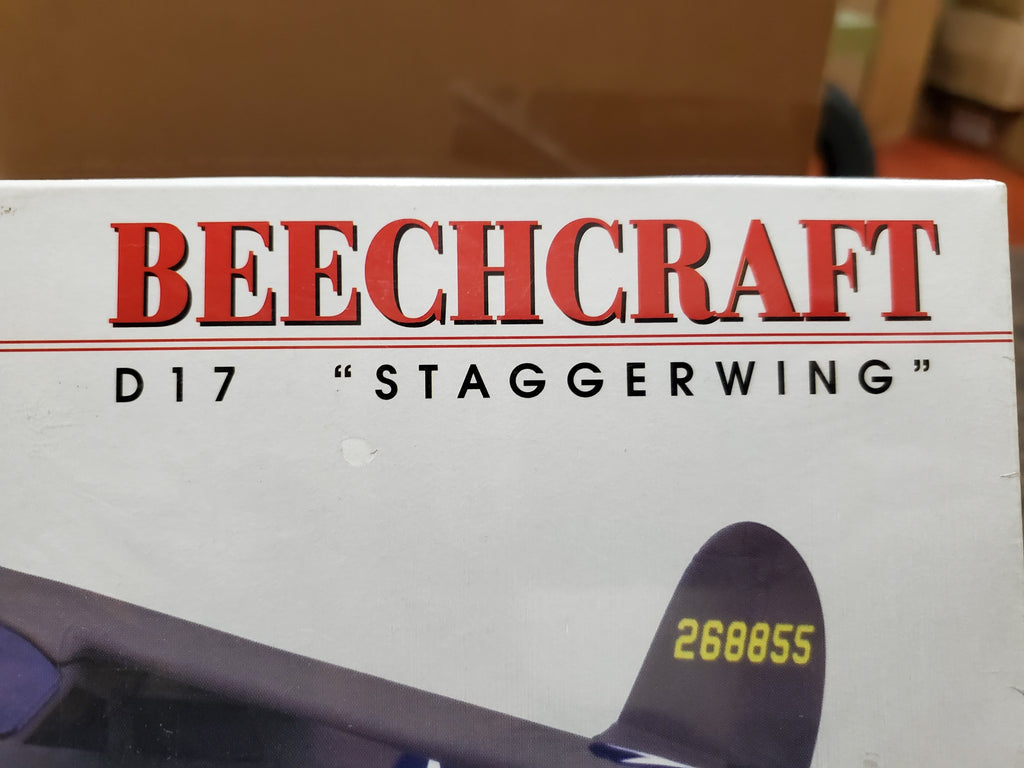 BEECHCRAFT
D17 “STAGGERWING”
268855